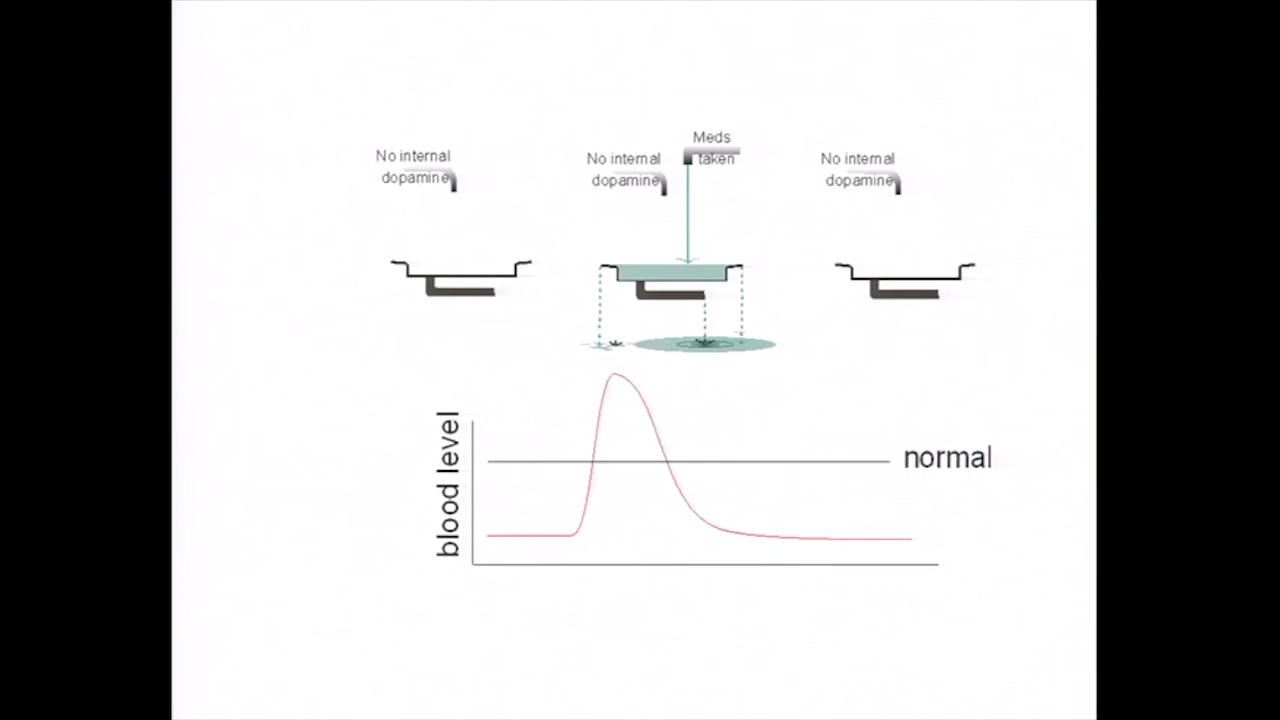 No internal
dopamine
No internal
dopamine
Meds
taken
No internal
dopamine
blood level
normal